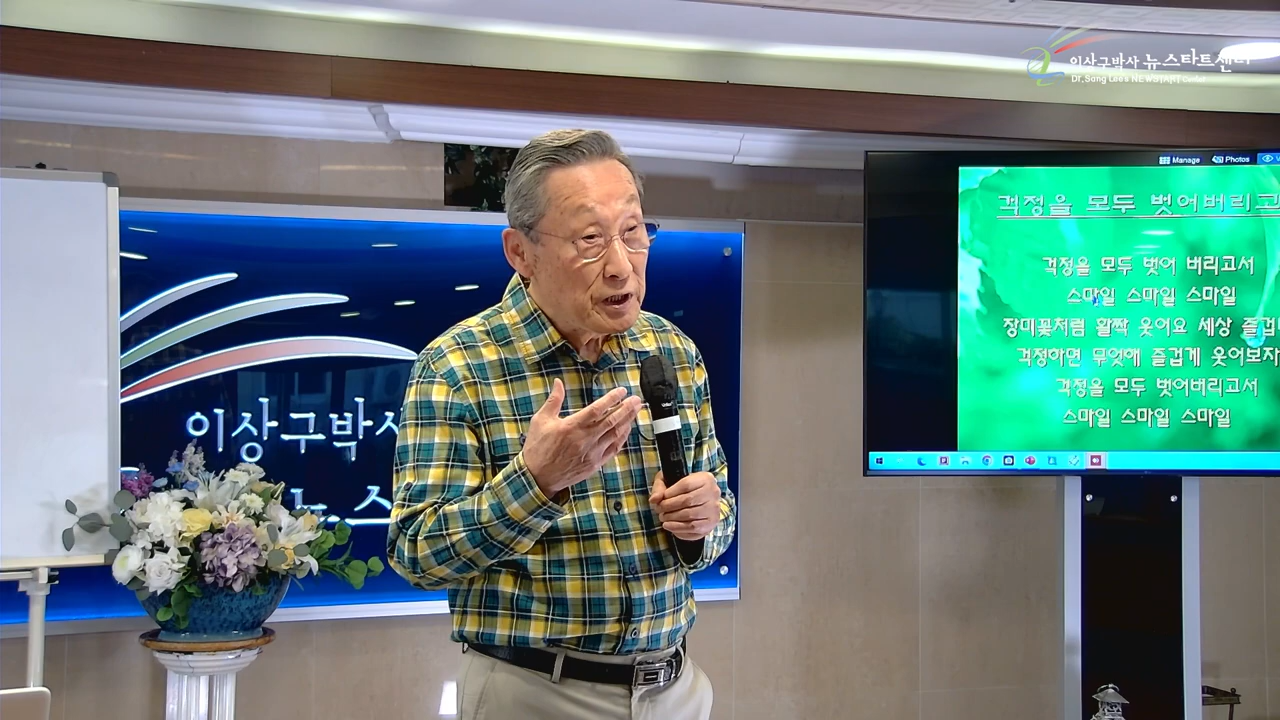 이상구박사 뉴스타트센터
Dr. Sang Lee's NEWSTART Center
Manage
Photos
걱정을 모두 벗어버리고
걱정을 모두 벗어 버리고서
스마일 스마일 스마일
장미꽃처럼 활짝 웃어요 세상 즐겁
걱정하면 무엇해 즐겁게 웃어보자
걱정을 모두 벗어버리고서
스마일 스마일 스마일
이상구박사
뉴스